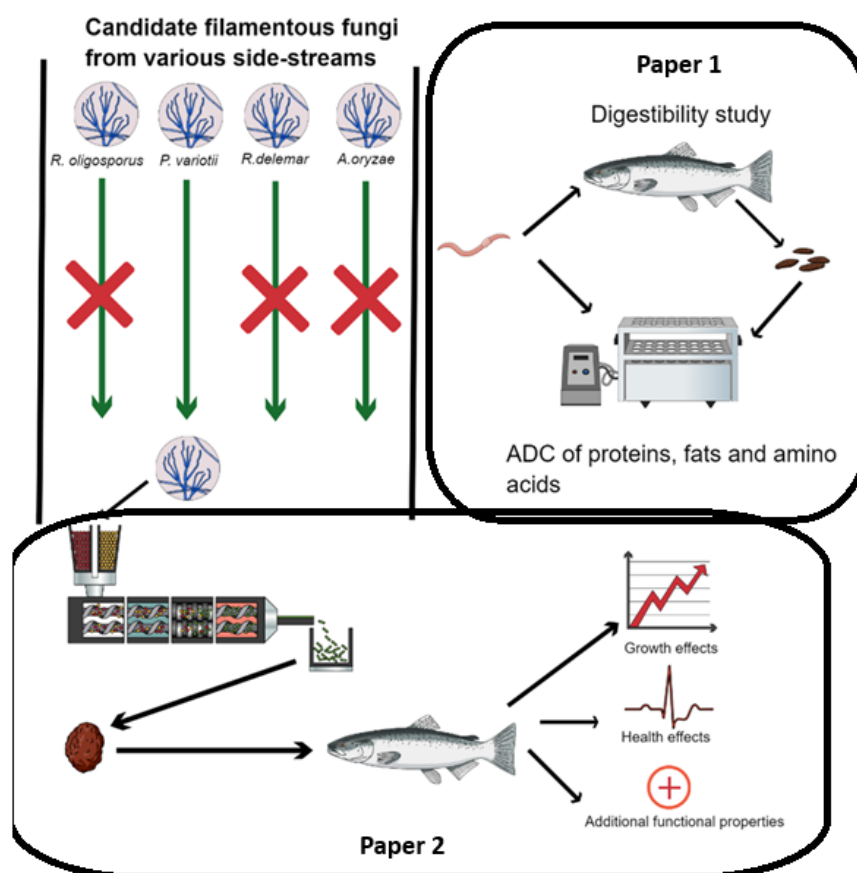 Candidate filamentous fungi
from various side-streams
R. oligosporus
P. variotii
R.delemar
A.oryzae
Paper 1
Digestibility study
ADC of proteins, fats and amino
acids
Growth effects
Health effects
Additional functional properties
Paper 2